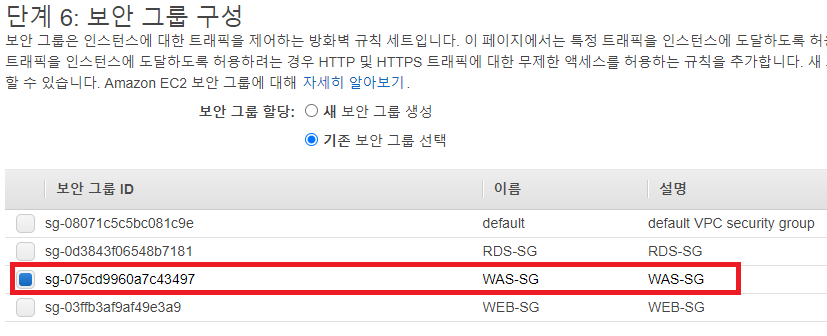 단계 6: 보안 그룹 구성
보안 그룹은 인스턴스에 대한 트래픽을 제어하는 방화벽 규칙 세트입니다. 이 페이지에서는 특정 트래픽을 인스턴스에 도달하도록 허용
트래픽을 인스턴스에 도달하도록 허용하려는 경우 HTTP 및 HTTPS 트래픽에 대한 무제한 액세스를 허용하는 규칙을 추가합니다. 새
할 수 있습니다. Amazon EC2 보안 그룹에 대해 자세히 알아보기.
보안 그룹 할당: 새 보안 그룹 생성
기존 보안 그룹 선택
보안 그룹 ID 이름 설명
sg-08071c5c5bc081c9e default default VPC security group
sg-0d3843f06548b7181 RDS-SG RDS-SG
sg-075cd9960a7c43497 WAS-SG WAS-SG
sg-03ffb3af9af49e3a9 WEB-SG WEB-SG